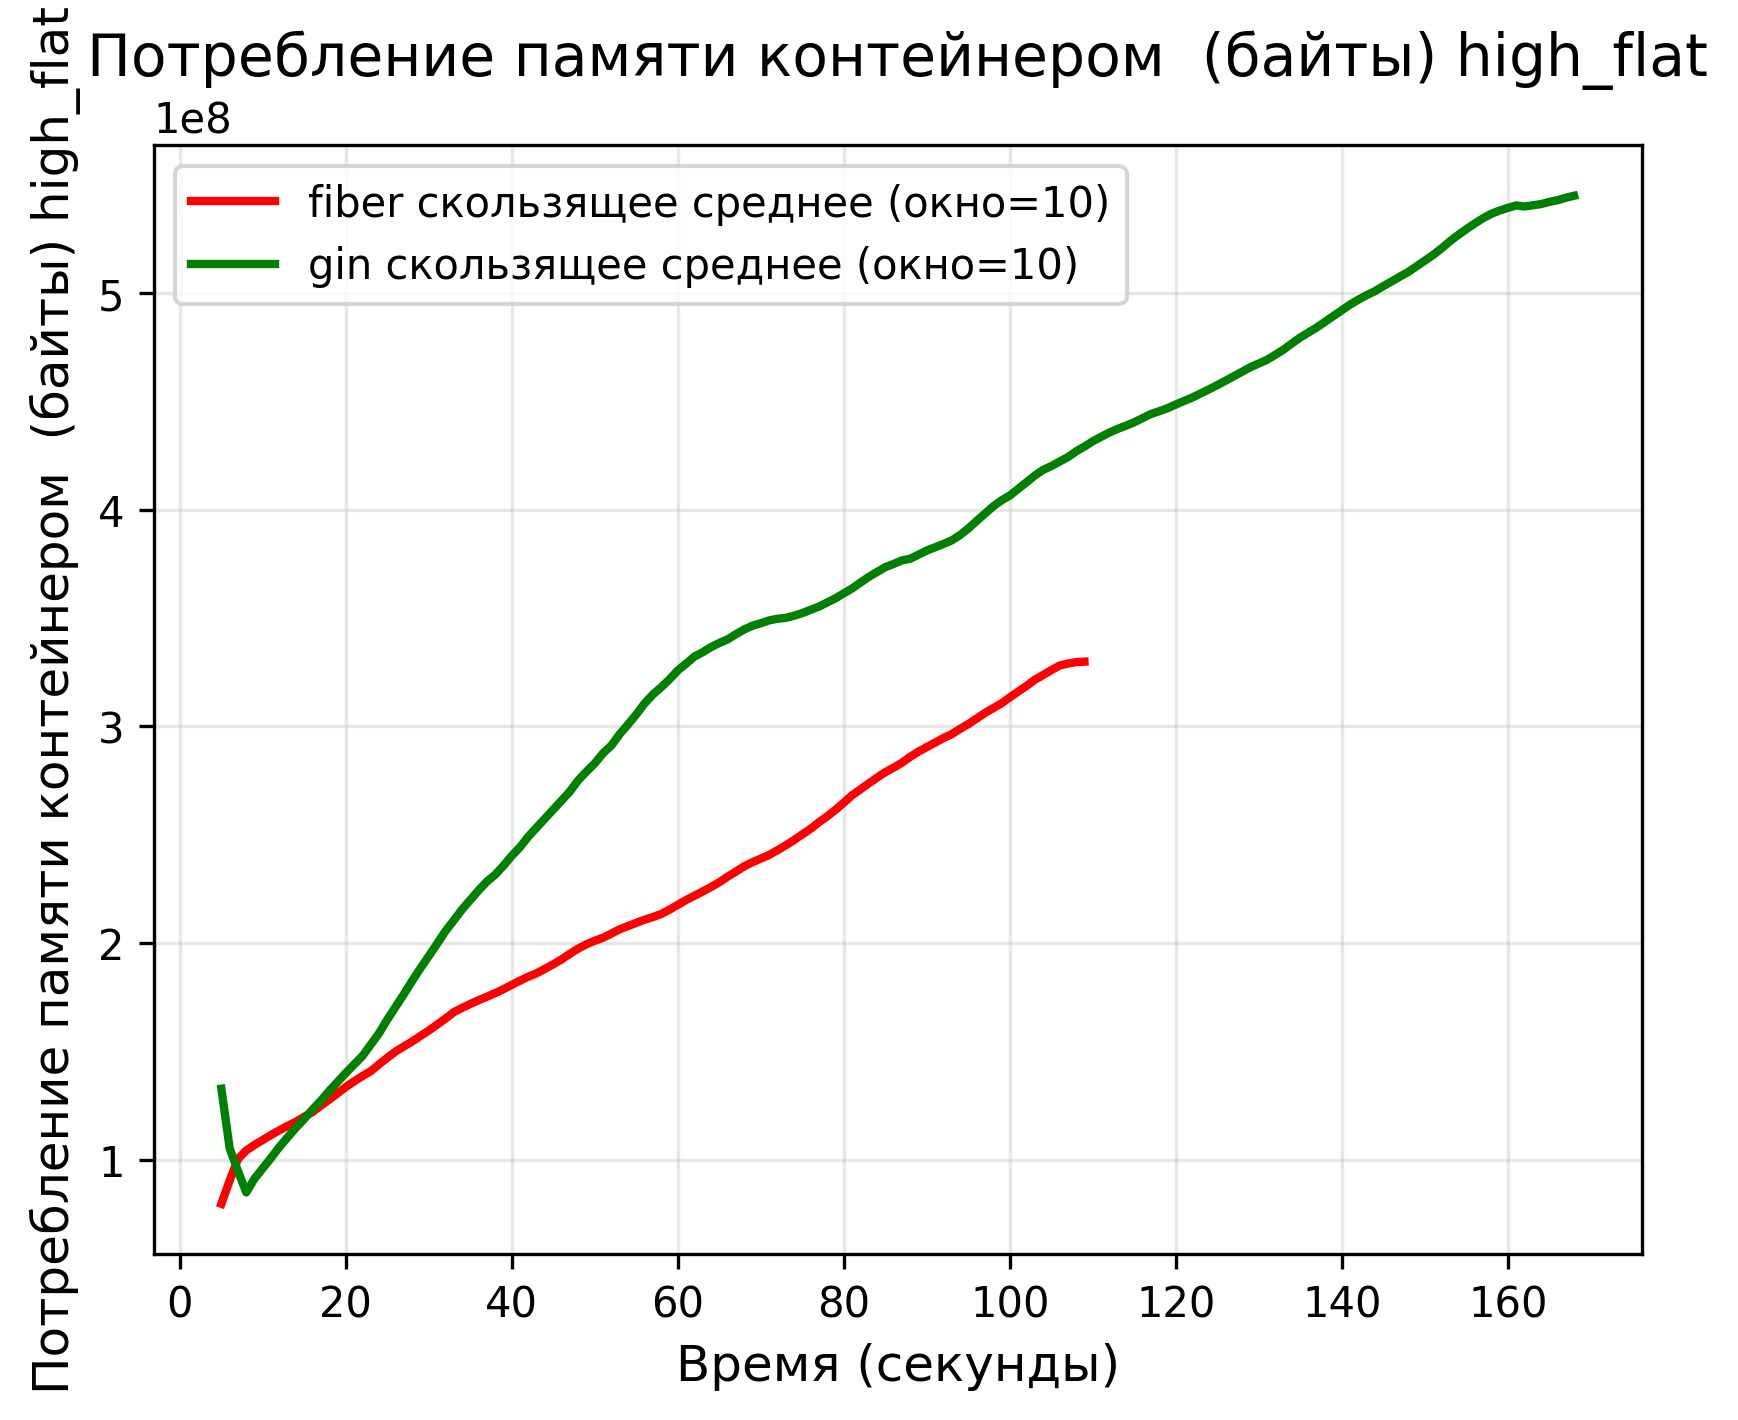 Потребление памяти контейнером  (байты) high_flat
1e8
fiber скользящее среднее (окно=10)
gin скользящее среднее (окно=10)
5
4
3
2
1
Потребление памяти контейнером  (байты) high_flat
0 20 40 60 80 100 120 140 160
Время (секунды)